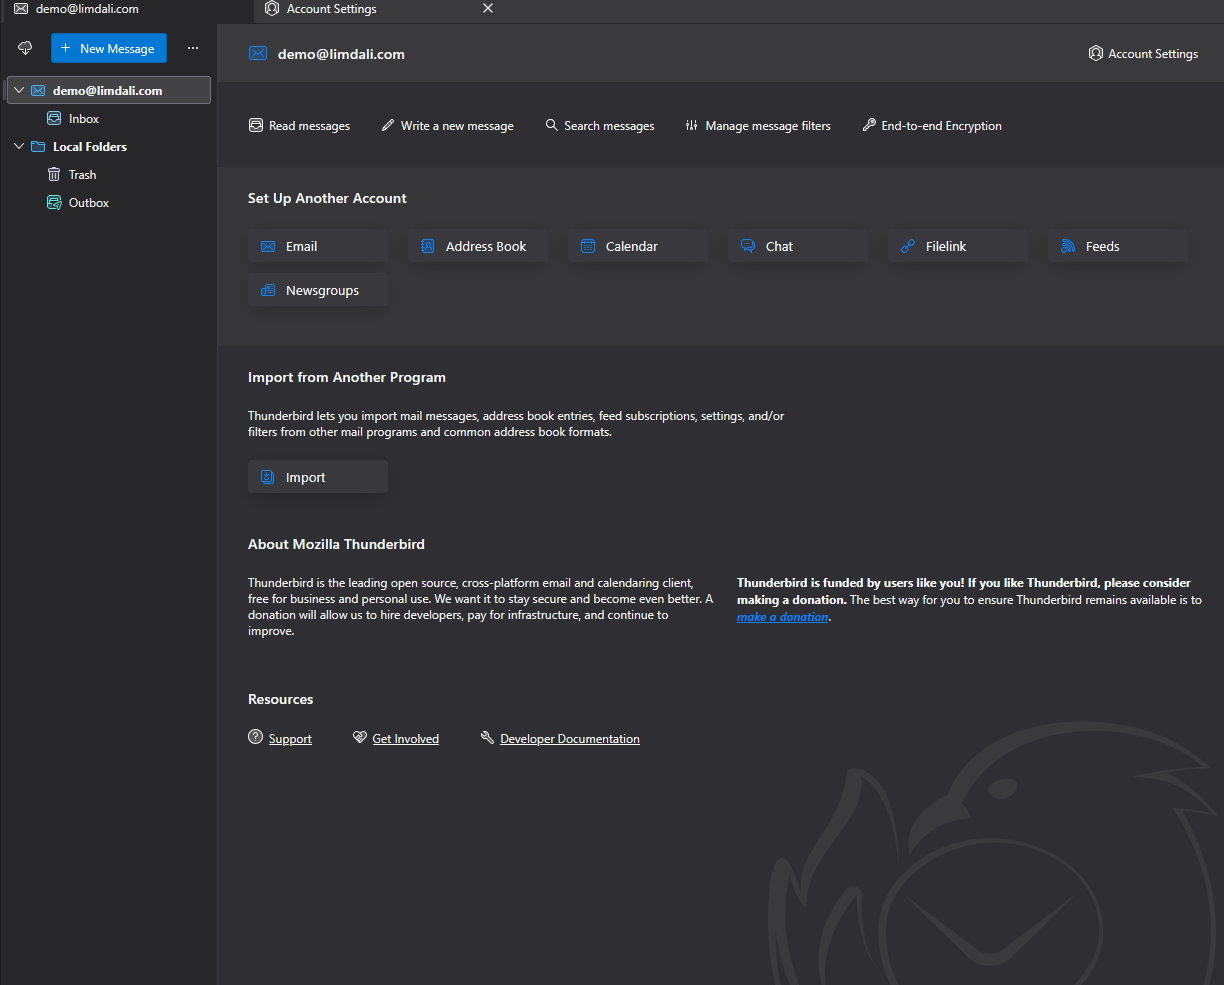 demo@limdali.com
Account Settings
New Message
demo@limdali.com
Inbox
Local Folders
Trash
Outbox
demo@limdali.com
Account Settings
Read messages
Write a new message
Search messages
Manage message filters
End-to-end Encryption
Set Up Another Account
Email
Address Book
Calendar
Chat
Filelink
Feeds
Newsgroups
Import from Another Program
Thunderbird lets you import mail messages, address book entries, feed subscriptions, settings, and/or
filters from other mail programs and common address book formats.
Import
About Mozilla Thunderbird
Thunderbird is the leading open source, cross-platform email and calendaring client,
free for business and personal use. We want it to stay secure and become even better. A
donation will allow us to hire developers, pay for infrastructure, and continue to
improve.
Thunderbird is funded by users like you! If you like Thunderbird, please consider
making a donation. The best way for you to ensure Thunderbird remains available is to
make a donation.
Resources
Support
Get Involved
Developer Documentation